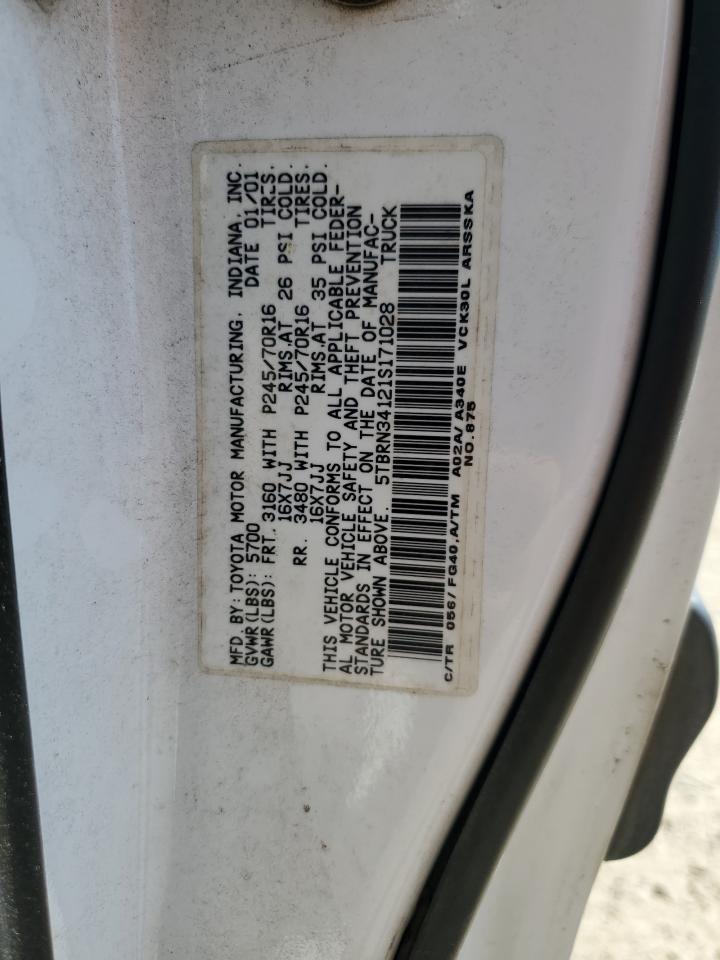 MFD. BY: TOYOTA MOTOR MANUFACTURING, INDIANA, INC.
GVWR(LBS): 5700 DATE 01/01
GAWR(LBS): FRT. 3160 WITH P245/70R16 TIRES.
16X7JJ RIMS.AT 26 PSI COLD.
RR. 3480 WITH P245/70R16 TIRES.
16X7JJ RIMS.AT 35 PSI COLD.
THIS VEHICLE CONFORMS TO ALL APPLICABLE FEDER-
AL MOTOR VEHICLE SAFETY AND THEFT PREVENTION
STANDARDS IN EFFECT ON THE DATE OF MANUFAC-
TURE SHOWN ABOVE. 5TBRN34121S171028 TRUCK
C/TR 056/FG40,A/TM A02A/A340E VCK30L ARSSKA
NO.875